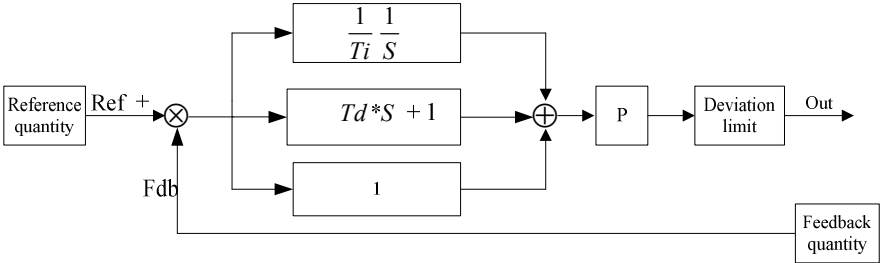 1 1
Ti S
Reference
quantity
Ref +
Td*S +1
P
Deviation
limit
Out
Fdb
1
Feedback
quantity